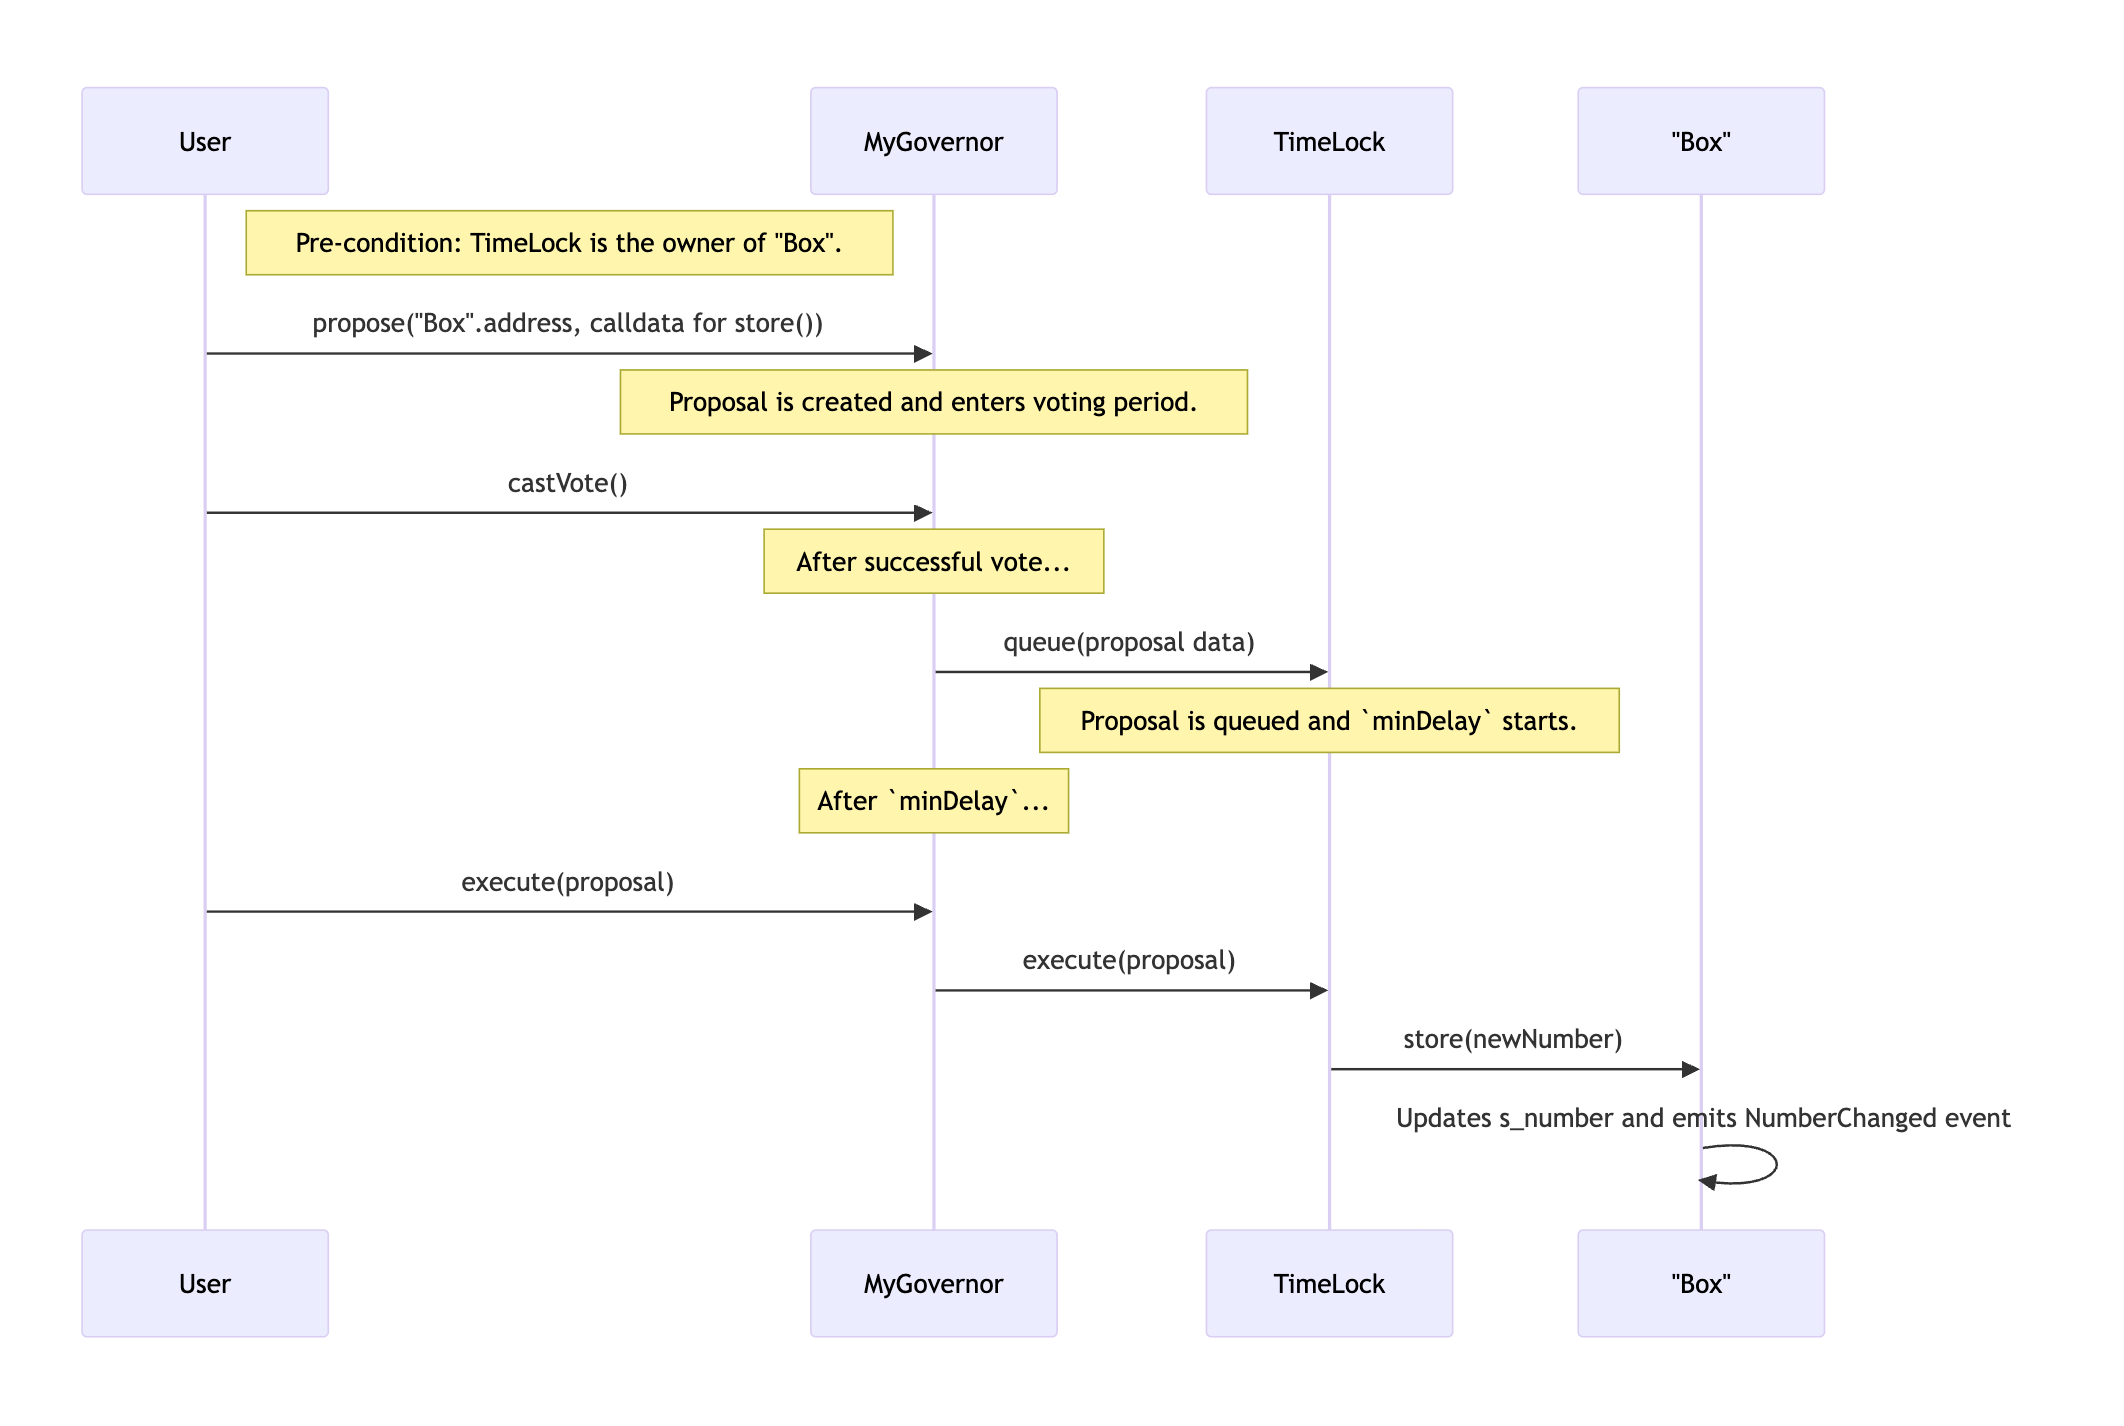 User
MyGovernor
TimeLock
"Box"
Pre-condition: TimeLock is the owner of "Box".
propose("Box".address, calldata for store())
Proposal is created and enters voting period.
castVote()
After successful vote...
queue(proposal data)
Proposal is queued and `minDelay` starts.
After `minDelay`...
execute(proposal)
execute(proposal)
store(newNumber)
Updates s_number and emits NumberChanged event
User
MyGovernor
TimeLock
"Box"